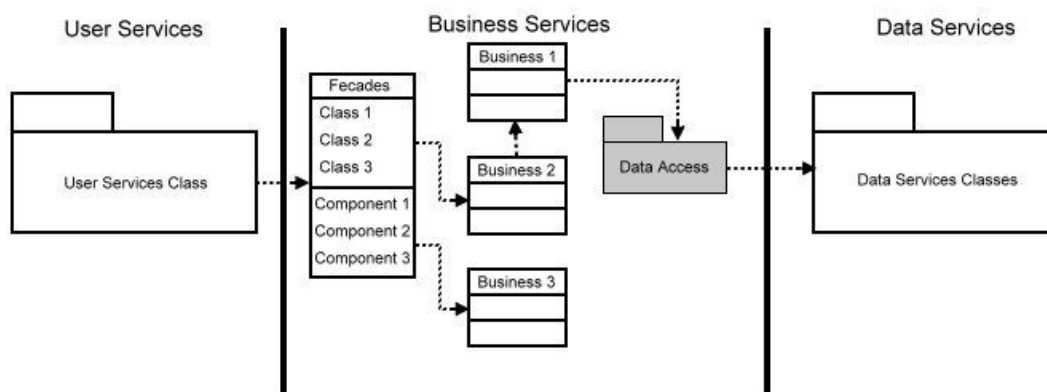 User Services
Business Services
Data Services
User Services Class
Fecades
Class 1
Class 2
Class 3
Component 1
Component 2
Component 3
Business 1
Business 2
Business 3
Data Access
Data Services Classes